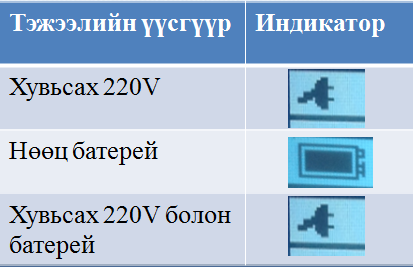 Тэжээлийн үүсгүүр Индикатор
Хувьсах 220V
Нөөц батерей
Хувьсах 220V болон
батерей